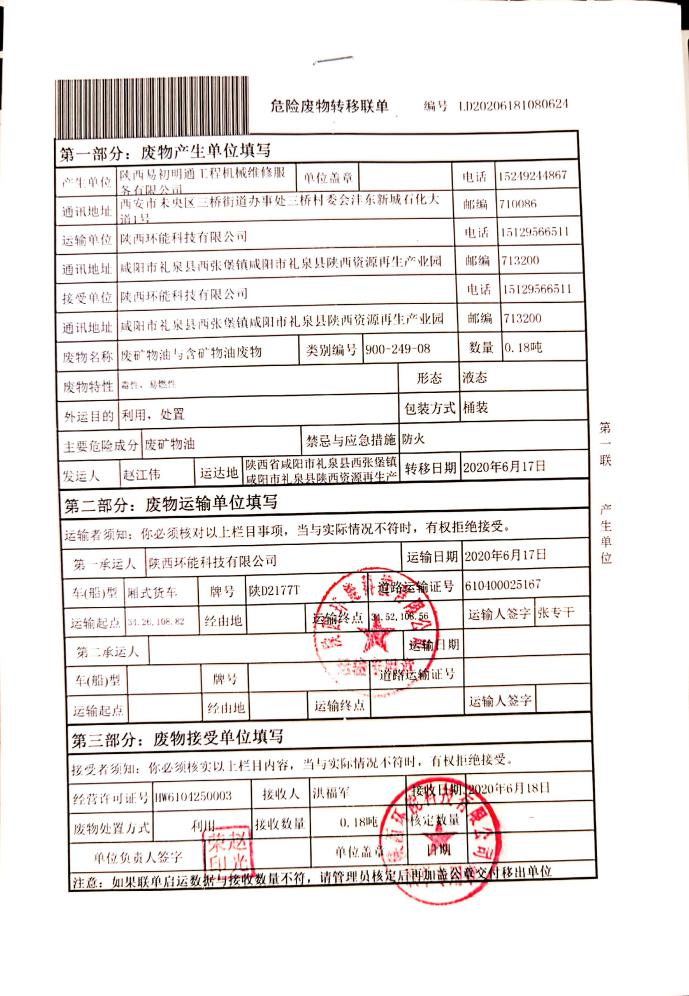 危险废物转移联单 编号 LD20206181080624
第一部分：废物产生单位填写
产生单位 陕西易初明通工程机械维修服务有限公司 单位盖章 电话 15249244867
通讯地址 西安市未央区三桥街道办事处三桥村委会沣东新城石化大道1号 邮编 710086
运输单位 陕西环能科技有限公司 电话 15129566511
通讯地址 咸阳市礼泉县西张堡镇咸阳市礼泉县陕西资源再生产业园 邮编 713200
接受单位 陕西环能科技有限公司 电话 15129566511
通讯地址 咸阳市礼泉县西张堡镇咸阳市礼泉县陕西资源再生产业园 邮编 713200
废物名称 废矿物油与含矿物油废物 类别编号 900-249-08 数量 0.18吨
废物特性 毒性，易燃性 形态 液态
外运目的 利用，处置 包装方式 桶装
主要危险成分 废矿物油 禁忌与应急措施 防火
发运人 赵江伟 运达地 陕西省咸阳市礼泉县西张堡镇咸阳市礼泉县陕西资源再生产 转移日期 2020年6月17日
第二部分：废物运输单位填写
运输者须知：你必须核对以上栏目事项，当与实际情况不符时，有权拒绝接受。
第一承运人 陕西环能科技有限公司 运输日期 2020年6月17日
车(船)型 厢式货车 牌号 陕D2177T 道路运输证号 610400025167
运输起点 34.26,108.82 经由地 运输终点 34.52,108.56 运输人签字 张专干
第二承运人 运输日期
车(船)型 牌号 道路运输证号
运输起点 经由地 运输终点 运输人签字
第三部分：废物接受单位填写
接受者须知：你必须核实以上栏目内容，当与实际情况不符时，有权拒绝接受。
经营许可证号 HW6104250003 接收人 洪福军 接收日期 2020年6月18日
废物处置方式 利用 接收数量 0.18吨 核定数量 -
单位负责人签字 单位盖章 日期
赵光荣印
注意：如果联单启运数据与接收数量不符，请管理员核定后再加盖公章交付移出单位
第一联 产生单位
陕西环能科技有限公司
陕西环能科技有限公司